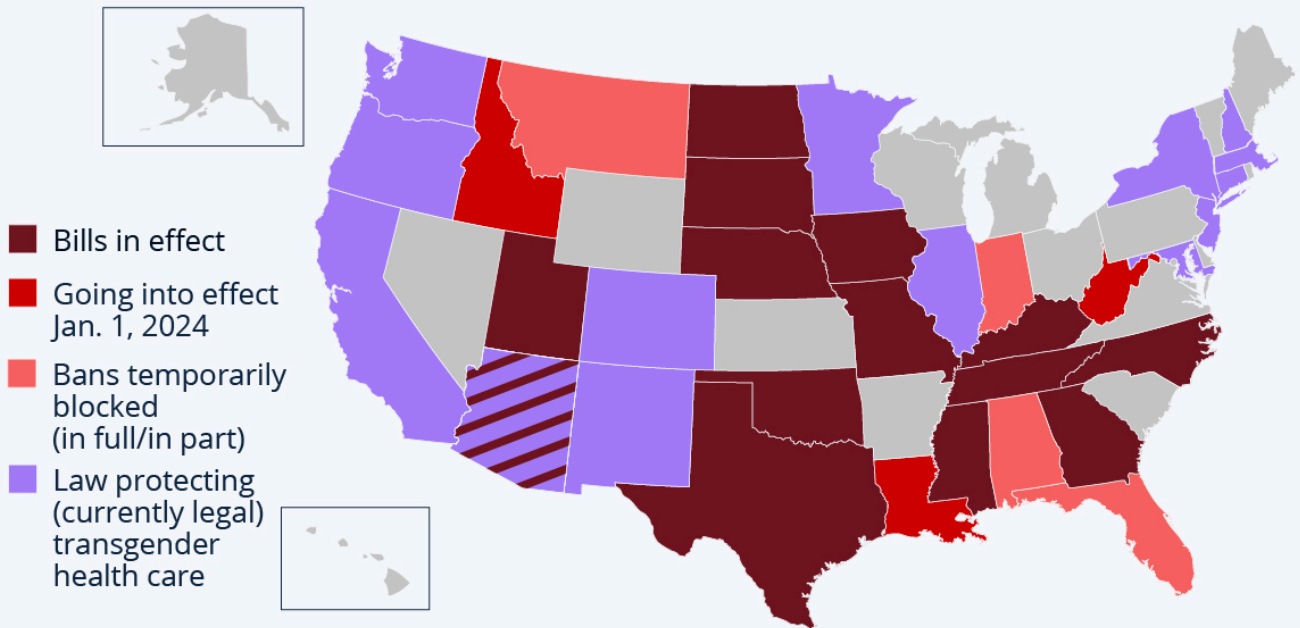 Bills in effect
Going into effect
Jan. 1, 2024
Bans temporarily
blocked
(in full/in part)
Law protecting
(currently legal)
transgender
health care